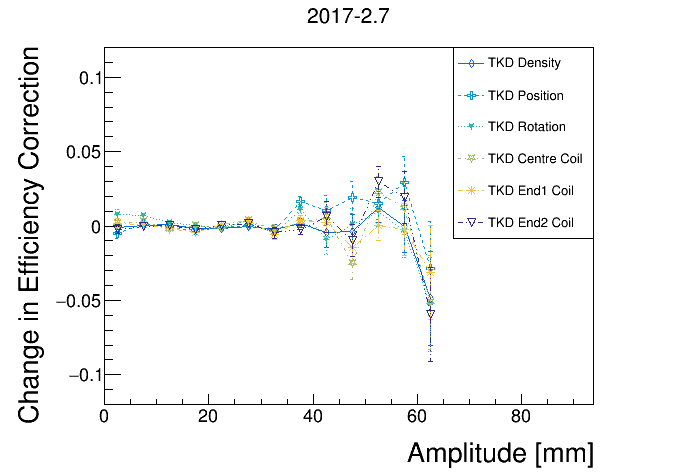 2017-2.7
Change in Efficiency Correction
0.1
0.05
0
−0.05
−0.1
0 20 40 60 80
Amplitude [mm]
TKD Density
TKD Position
TKD Rotation
TKD Centre Coil
TKD End1 Coil
TKD End2 Coil